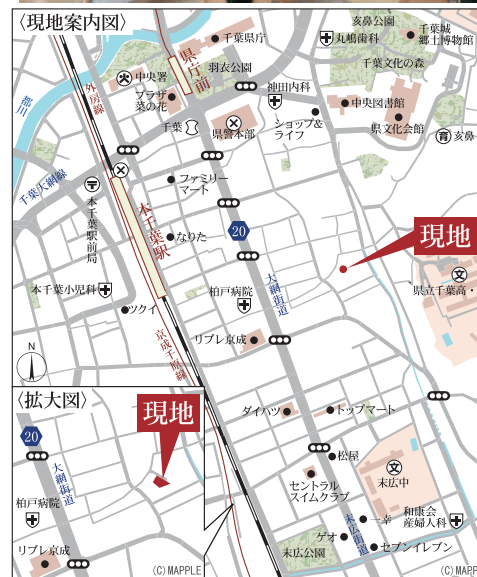 〈現地案内図〉
千葉県庁
亥鼻公園
丸嶋歯科
千葉城
郷土博物館
外房線
中央署
県庁前
羽衣公園
千葉文化の森
都川
プラザ
菜の花
神田内科
中央図書館
千葉
県警本部
ショップ&
ライフ
県文化会館
亥鼻
千葉大網線
本千葉
駅前局
ファミリー
マート
本千葉駅
なりた
20
現地
県立千葉高・
本千葉小児科
柏戸病院
大網街道
ツクイ
京成千原線
リブレ京成
N
〈拡大図〉
現地
20
大網街道
柏戸病院
リブレ京成
(C)MAPPLE
ダイハツ
トップマート
松屋
セントラル
スイムクラブ
末広中
一幸
和康会
産婦人科
ゲオ
末広街道
セブンイレブン
末広公園
(C)MAPP